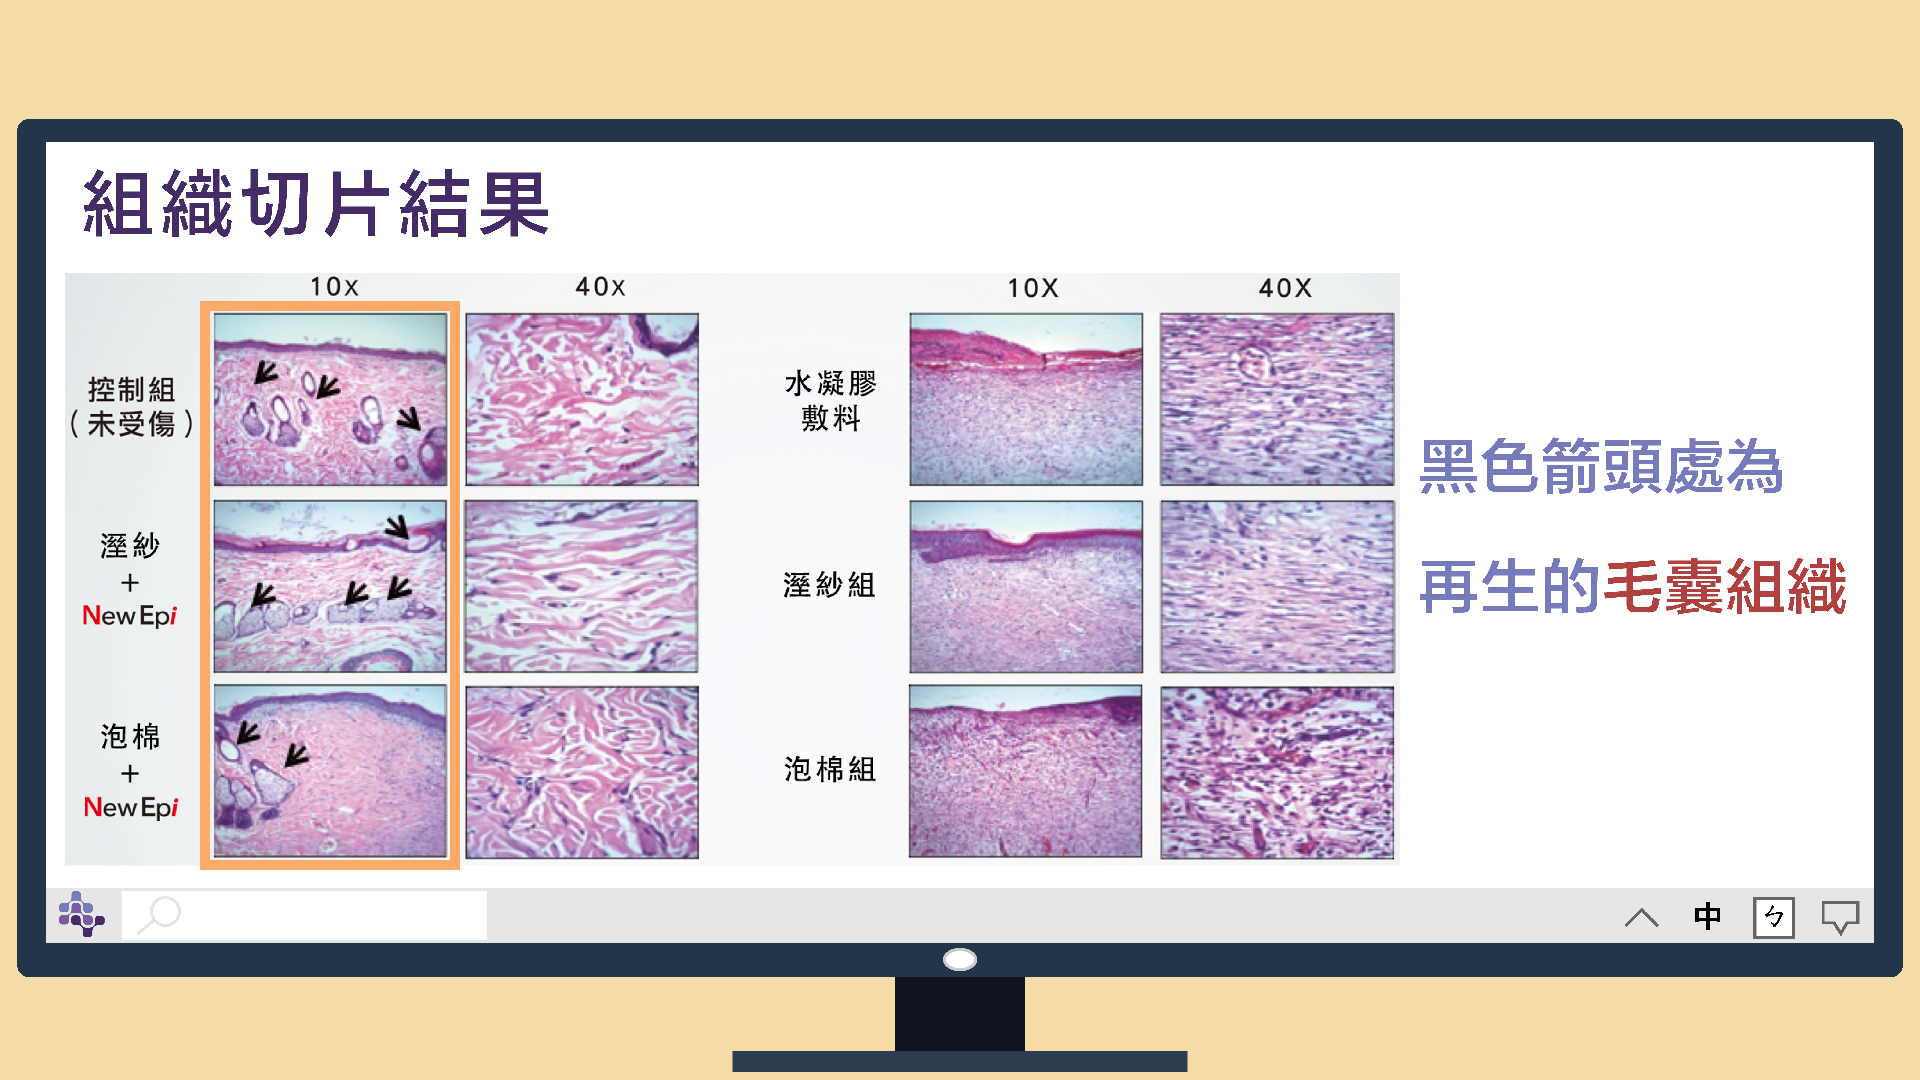 組織切片結果
10x
40x
10X
40X
控制組
(未受傷)
溼紗
+
NewEpi
泡棉
+
NewEpi
水凝膠
敷料
溼紗組
泡棉組
黑色箭頭處為
再生的毛囊組織
中
ㄅ